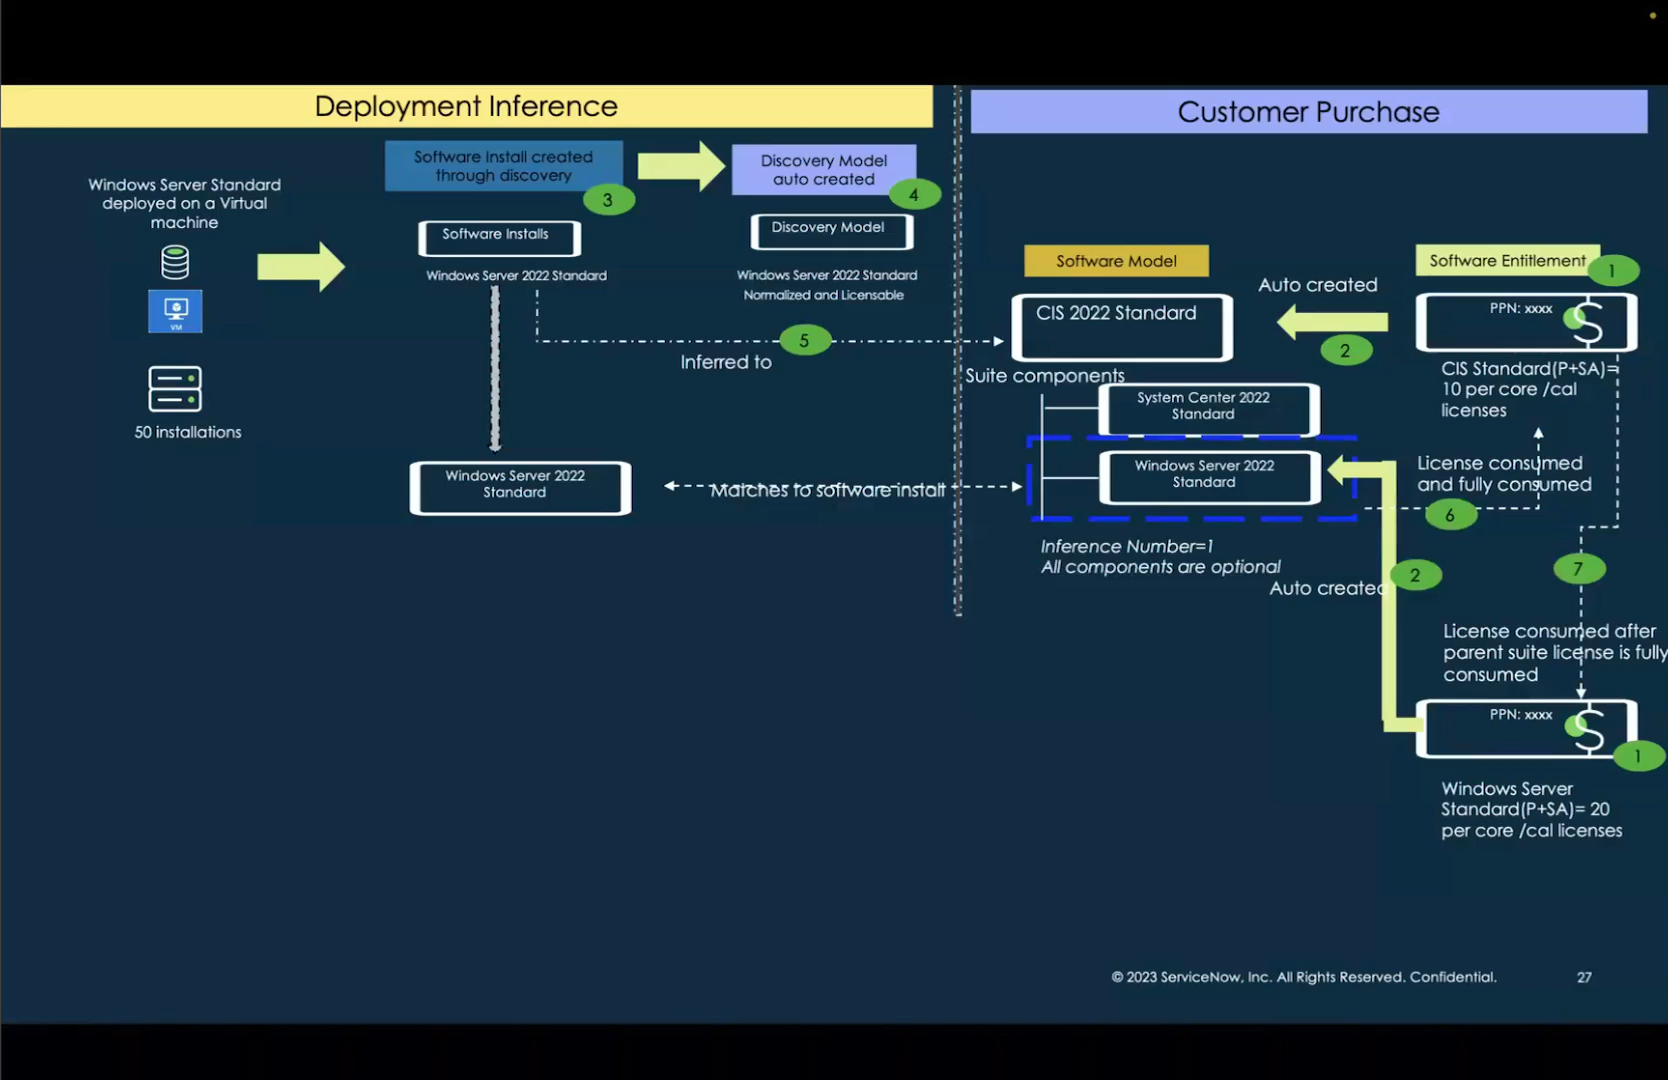 Deployment Inference
Customer Purchase
Windows Server Standard
deployed on a Virtual
machine
VM
50 installations
Software Install created
through discovery
3
Discovery Model
auto created
4
Software Installs
Windows Server 2022 Standard
Discovery Model
Windows Server 2022 Standard
Normalized and Licensable
5
Inferred to
Windows Server 2022
Standard
Matches to software install
Software Model
CIS 2022 Standard
Suite components
System Center 2022
Standard
Windows Server 2022
Standard
Inference Number=1
All components are optional
Auto created
2
Auto created
2
Software Entitlement
1
PPN: xxxx
CIS Standard(P+SA)=
10 per core /cal
licenses
License consumed
and fully consumed
6
7
License consumed after
parent suite license is fully
consumed
PPN: xxxx
1
Windows Server
Standard(P+SA)= 20
per core /cal licenses
© 2023 ServiceNow, Inc. All Rights Reserved. Confidential.
27